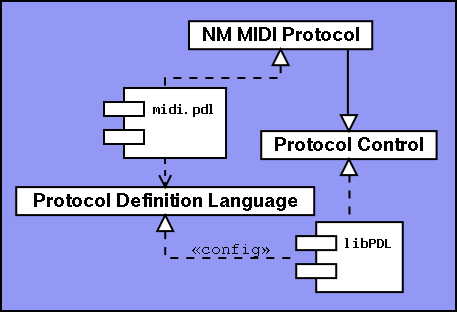 NM MIDI Protocol
midi.pdl
Protocol Control
Protocol Definition Language
«config»
libPDL